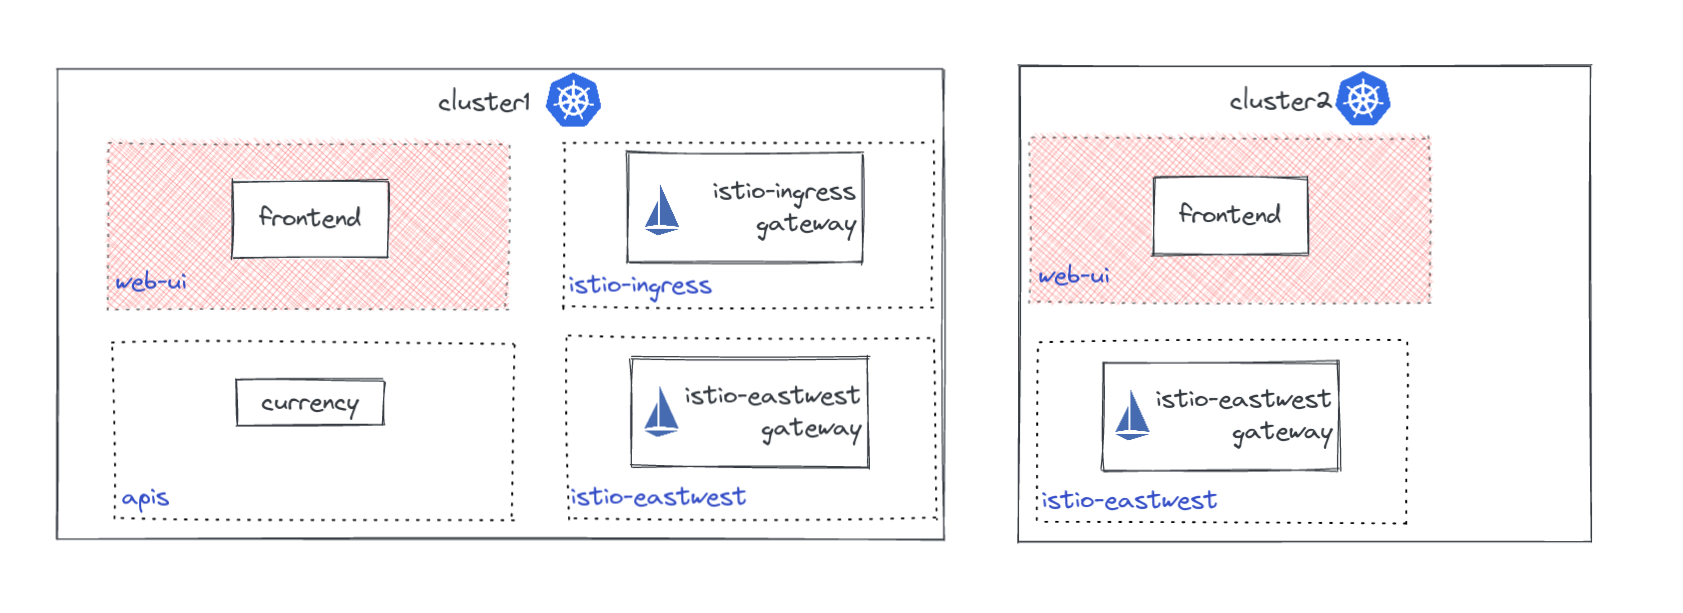 cluster1
frontend
web-ui
istio-ingress
gateway
istio-ingress
currency
apis
istio-eastwest
gateway
istio-eastwest
cluster2
frontend
web-ui
istio-eastwest
gateway
istio-eastwest